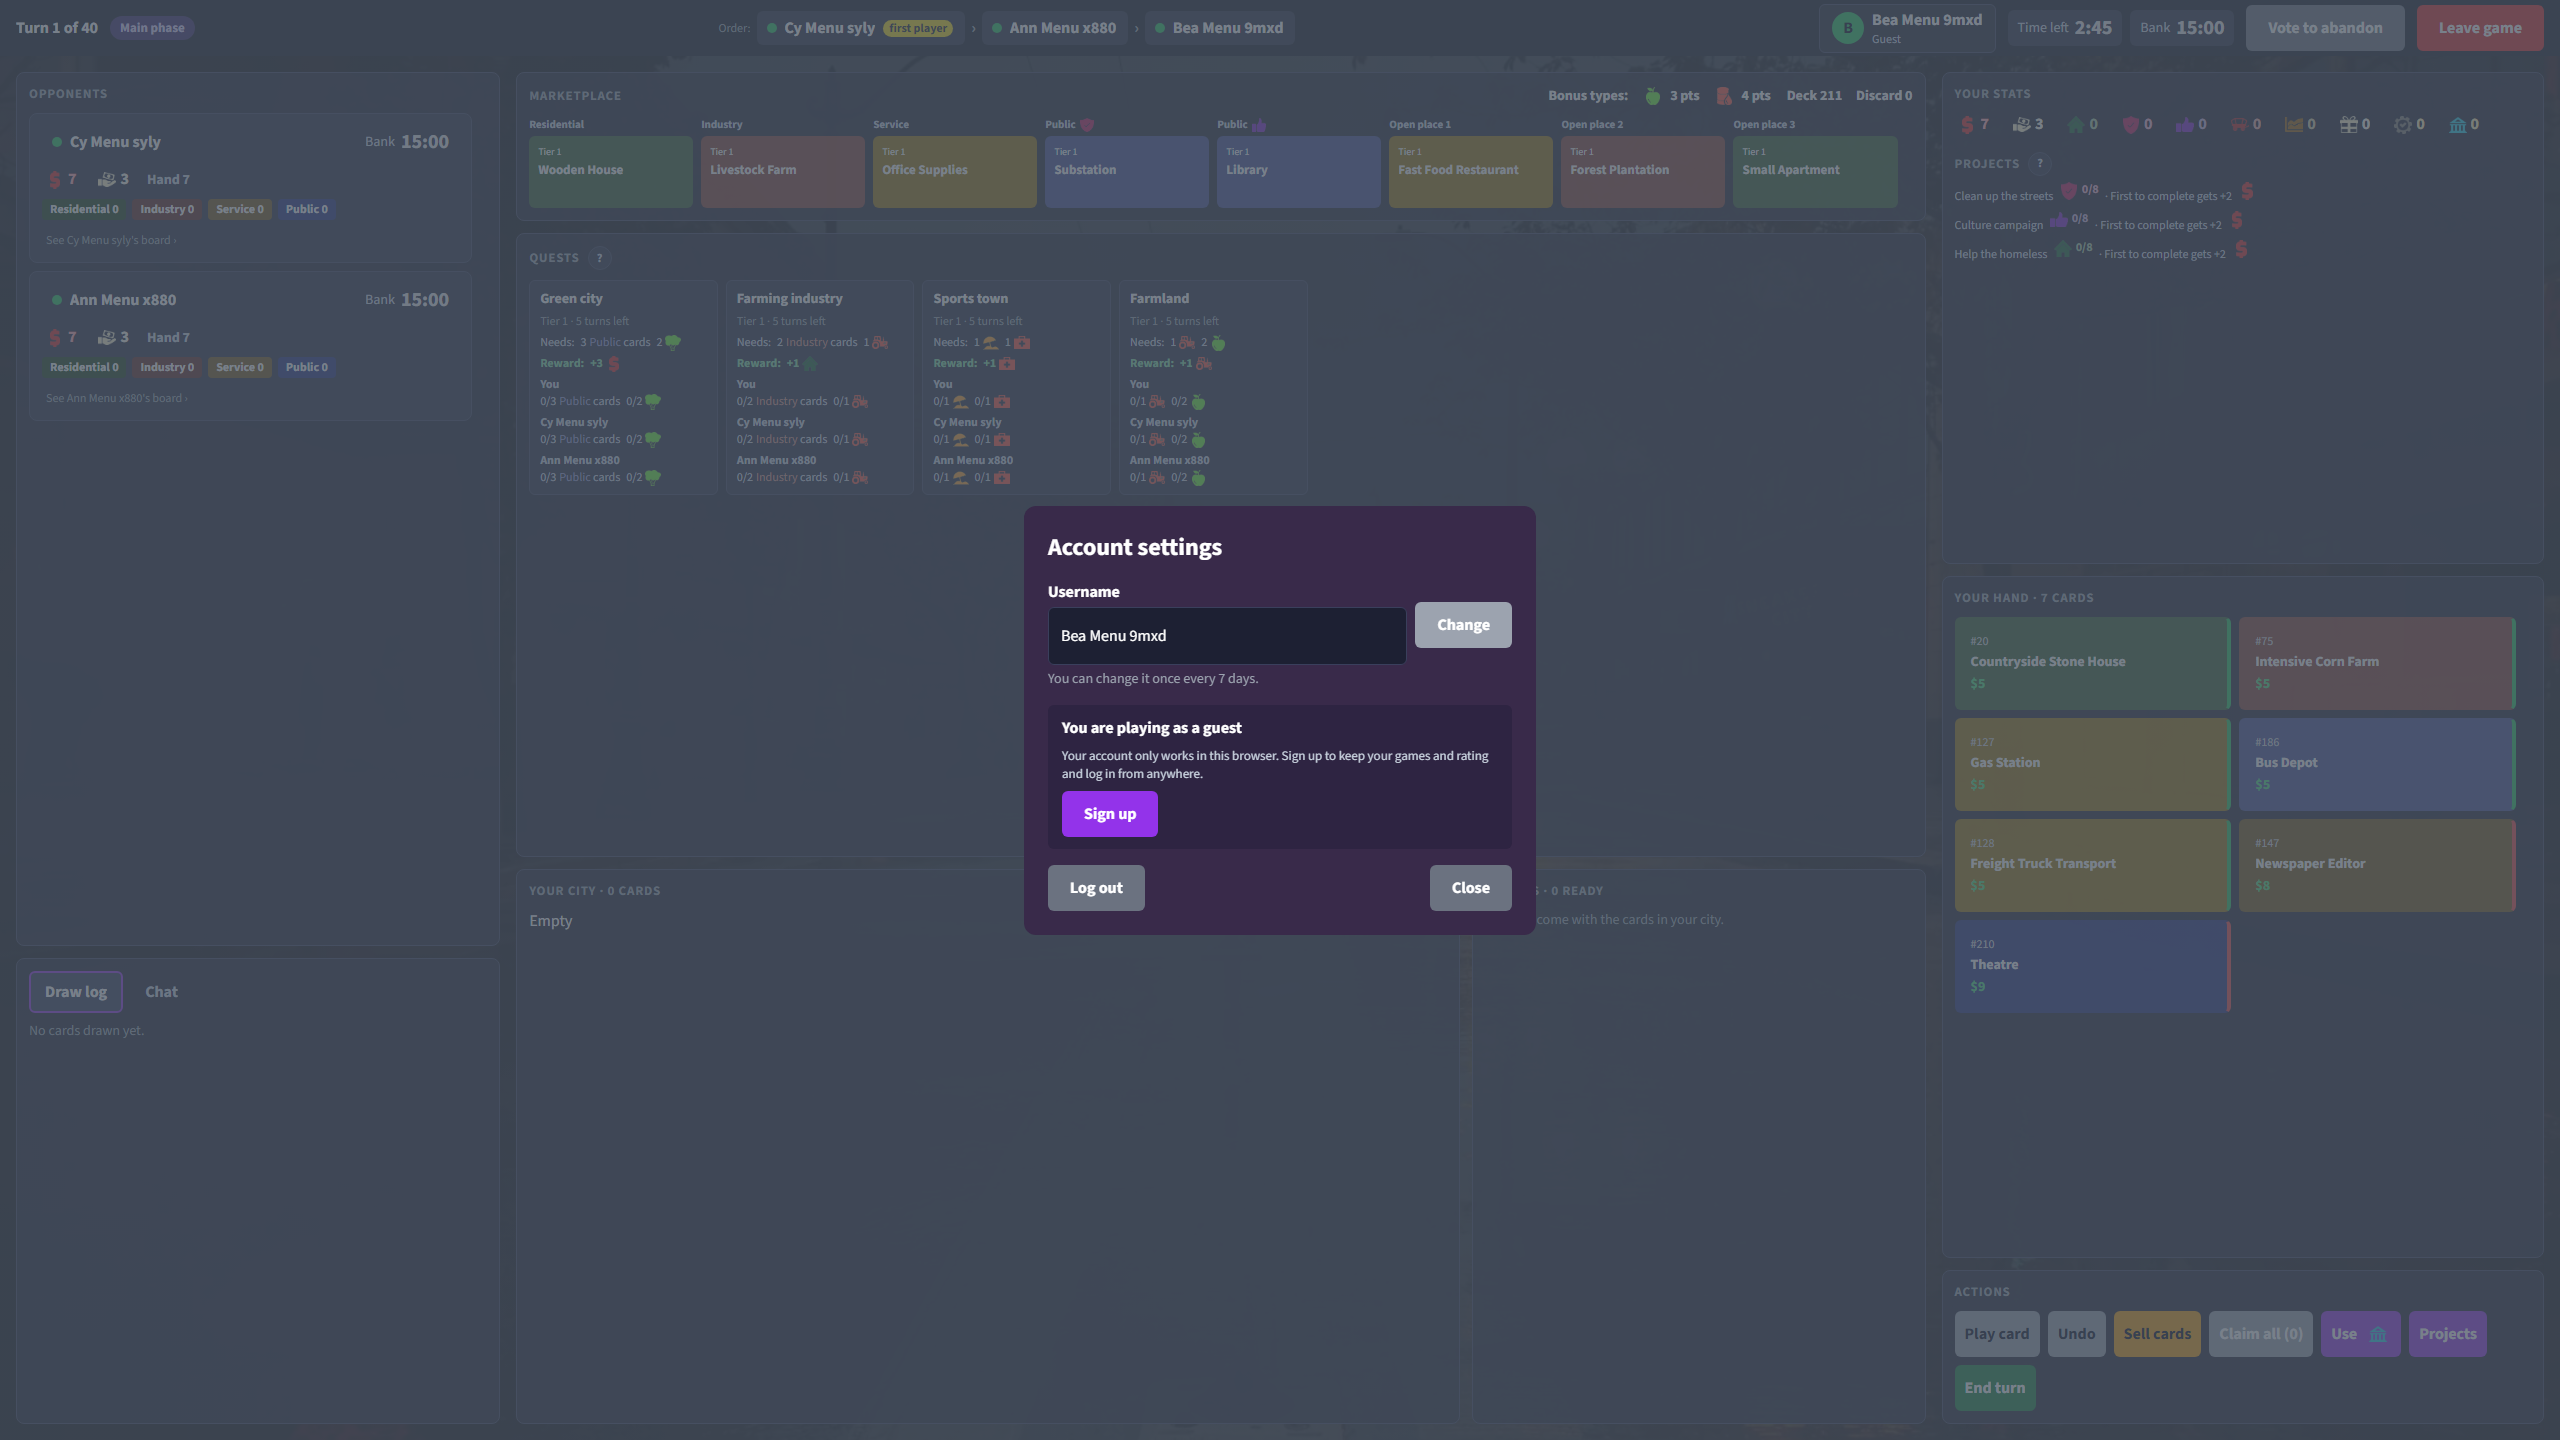 Turn 1 of 40 Main phase
Order: Cy Menu syly first player › Ann Menu x880 › Bea Menu 9mxd
B Bea Menu 9mxd
Guest
Time left 2:45 Bank 15:00 Vote to abandon Leave game
OPPONENTS
Cy Menu syly Bank 15:00
7 3 Hand 7
Residential 0 Industry 0 Service 0 Public 0
See Cy Menu syly's board ›
Ann Menu x880 Bank 15:00
7 3 Hand 7
Residential 0 Industry 0 Service 0 Public 0
See Ann Menu x880's board ›
Draw log Chat
No cards drawn yet.
MARKETPLACE Bonus types: 3 pts 4 pts Deck 211 Discard 0
Residential Industry Service Public Public Open place 1 Open place 2 Open place 3
Tier 1 Tier 1 Tier 1 Tier 1 Tier 1 Tier 1 Tier 1 Tier 1
Wooden House Livestock Farm Office Supplies Substation Library Fast Food Restaurant Forest Plantation Small Apartment
QUESTS ?
Green city
Tier 1 · 5 turns left
Needs: 3 Public cards 2
Reward: +3
You
0/3 Public cards 0/2
Cy Menu syly
0/3 Public cards 0/2
Ann Menu x880
0/3 Public cards 0/2
Farming industry
Tier 1 · 5 turns left
Needs: 2 Industry cards 1
Reward: +1
You
0/2 Industry cards 0/1
Cy Menu syly
0/2 Industry cards 0/1
Ann Menu x880
0/2 Industry cards 0/1
Sports town
Tier 1 · 5 turns left
Needs: 1 1
Reward: +1
You
0/1 0/1
Cy Menu syly
0/1 0/1
Ann Menu x880
0/1 0/1
Farmland
Tier 1 · 5 turns left
Needs: 1 2
Reward: +1
You
0/1 0/2
Cy Menu syly
0/1 0/2
Ann Menu x880
0/1 0/2
Account settings
Username
Bea Menu 9mxd Change
You can change it once every 7 days.
You are playing as a guest
Your account only works in this browser. Sign up to keep your games and rating
and log in from anywhere.
Sign up
Log out Close
YOUR CITY · 0 CARDS
Empty
· 0 READY
come with the cards in your city.
YOUR STATS
7 3 0 0 0 0 0 0 0 0
PROJECTS ?
Clean up the streets 0/8 · First to complete gets +2
Culture campaign 0/8 · First to complete gets +2
Help the homeless 0/8 · First to complete gets +2
YOUR HAND · 7 CARDS
#20
Countryside Stone House
$5
#75
Intensive Corn Farm
$5
#127
Gas Station
$5
#186
Bus Depot
$5
#128
Freight Truck Transport
$5
#147
Newspaper Editor
$8
#210
Theatre
$9
ACTIONS
Play card Undo Sell cards Claim all (0) Use Projects
End turn